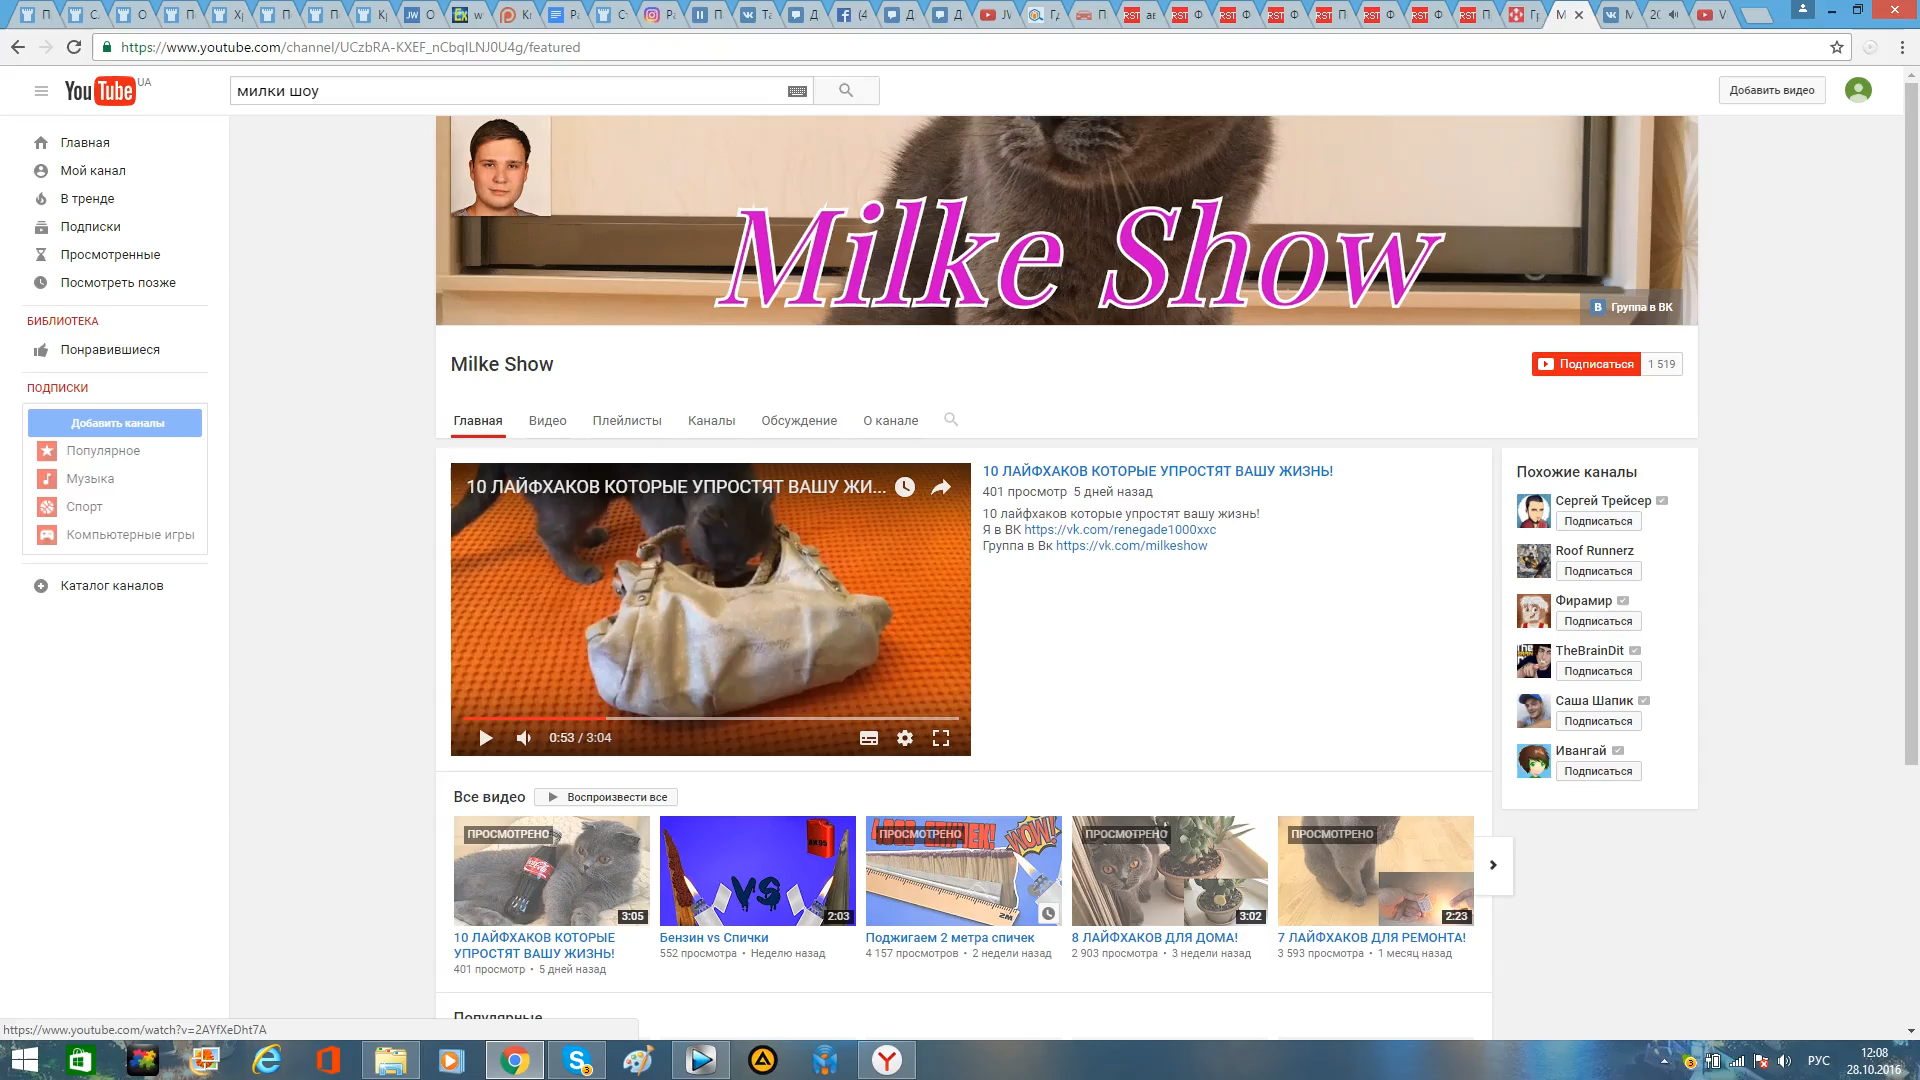 https://www.youtube.com/channel/UCzbRA-KXEF_nCbqlLNJ0U4g/featured
YouTube UA
милки шоу
Добавить видео
Главная
Мой канал
В тренде
Подписки
Просмотренные
Посмотреть позже
БИБЛИОТЕКА
Понравившиеся
ПОДПИСКИ
Добавить каналы
Популярное
Музыка
Спорт
Компьютерные игры
Каталог каналов
Milke Show
Группа в ВК
Milke Show
Подписаться 1 519
Главная Видео Плейлисты Каналы Обсуждение О канале
10 ЛАЙФХАКОВ КОТОРЫЕ УПРОСТЯТ ВАШУ ЖИ...
0:53 / 3:04
10 ЛАЙФХАКОВ КОТОРЫЕ УПРОСТЯТ ВАШУ ЖИЗНЬ!
401 просмотр 5 дней назад
10 лайфхаков которые упростят вашу жизнь!
Я в ВК https://vk.com/renegade1000xxc
Группа в Вк https://vk.com/milkeshow
Похожие каналы
Сергей Трейсер
Подписаться
Roof Runnerz
Подписаться
Фирамир
Подписаться
TheBrainDit
Подписаться
Саша Шапик
Подписаться
Ивангай
Подписаться
Все видео Воспроизвести все
ПРОСМОТРЕНО
3:05
10 ЛАЙФХАКОВ КОТОРЫЕ
УПРОСТЯТ ВАШУ ЖИЗНЬ!
401 просмотр • 5 дней назад
VS
2:03
Бензин vs Спички
552 просмотра • Неделю назад
ПРОСМОТРЕНО
WOW!
2М
Поджигаем 2 метра спичек
4 157 просмотров • 2 недели назад
ПРОСМОТРЕНО
3:02
8 ЛАЙФХАКОВ ДЛЯ ДОМА!
2 903 просмотра • 3 недели назад
ПРОСМОТРЕНО
2:23
7 ЛАЙФХАКОВ ДЛЯ РЕМОНТА!
3 593 просмотра • 1 месяц назад
Популярные
https://www.youtube.com/watch?v=2AYfXeDht7A
РУС
12:08
28.10.2016